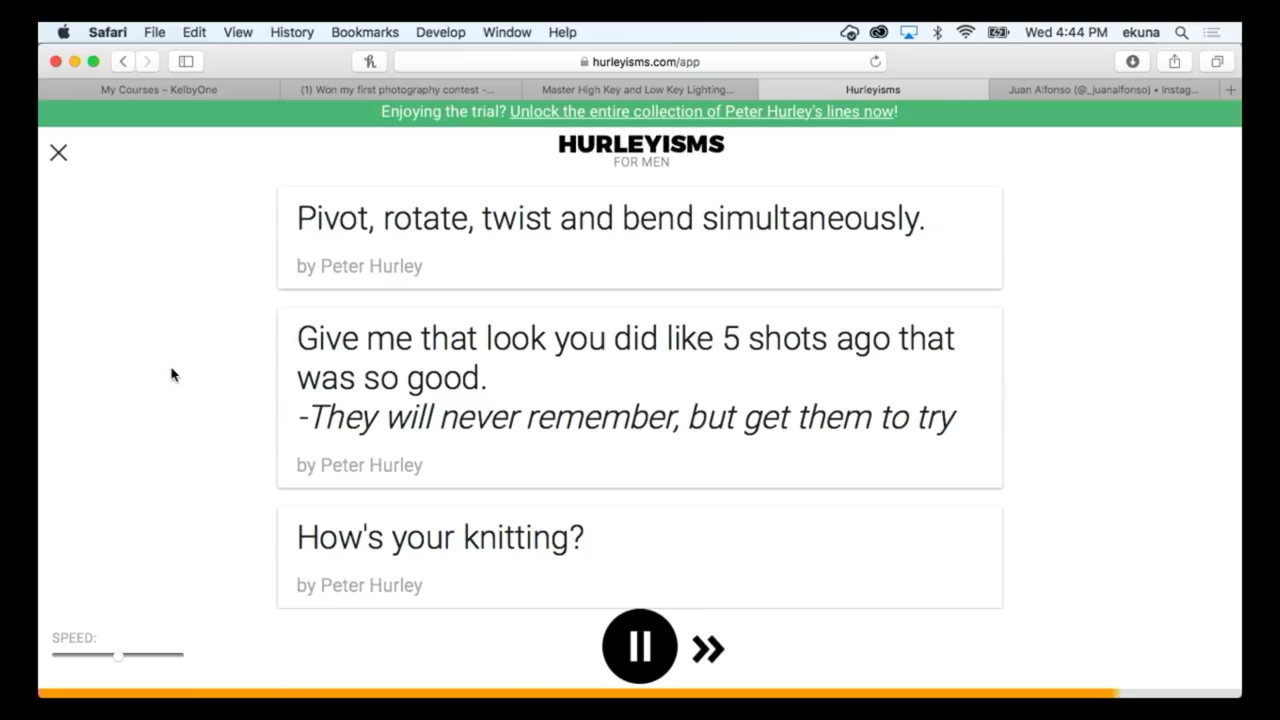 Safari File Edit View History Bookmarks Develop Window Help Wed 4:44 PM ekuna
hurleyisms.com/app
My Courses – KelbyOne (1) Won my first photography contest -... Master High Key and Low Key Lighting... Hurleyisms Juan Alfonso (@_juanalfonso) • Instag...
Enjoying the trial? Unlock the entire collection of Peter Hurley's lines now!
HURLEYISMS
FOR MEN
Pivot, rotate, twist and bend simultaneously.
by Peter Hurley
Give me that look you did like 5 shots ago that
was so good.
-They will never remember, but get them to try
by Peter Hurley
How's your knitting?
by Peter Hurley
SPEED: